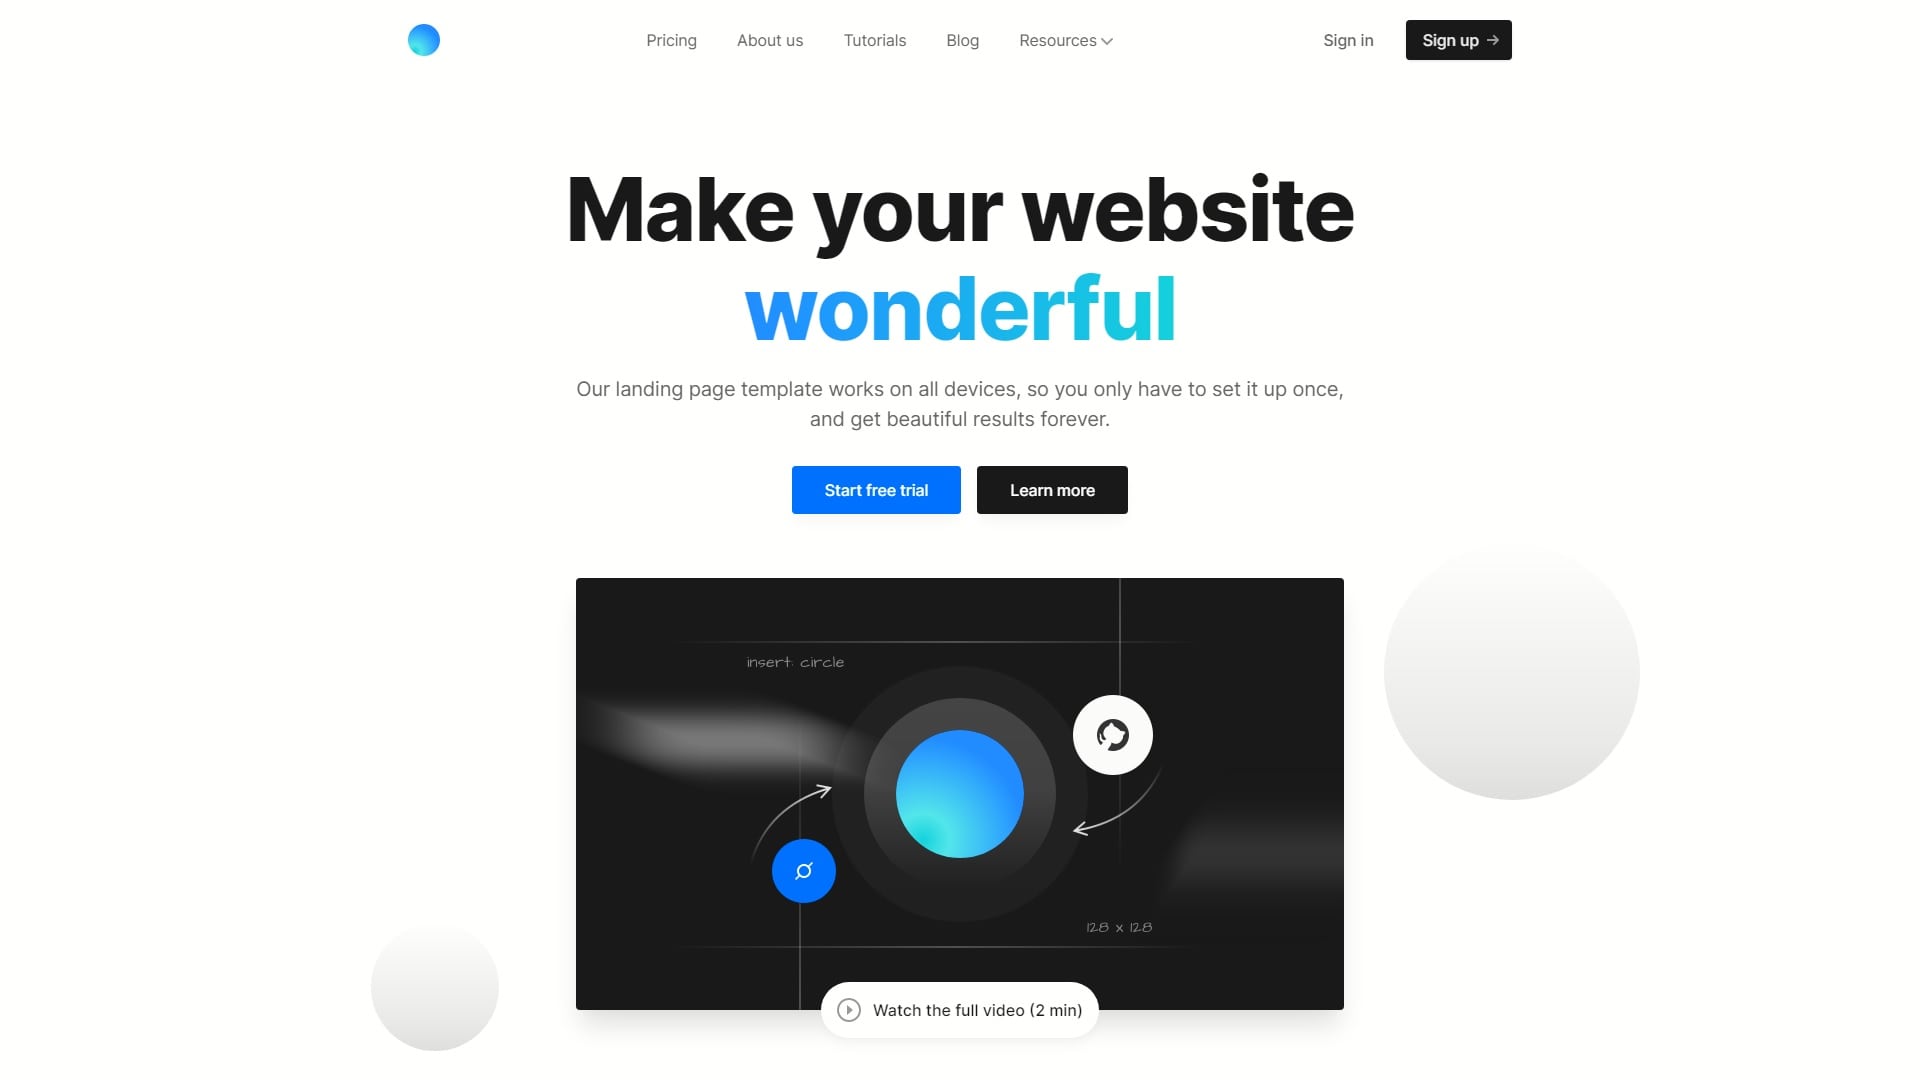 Pricing About us Tutorials Blog Resources Sign in Sign up
Make your website
wonderful
Our landing page template works on all devices, so you only have to set it up once,
and get beautiful results forever.
Start free trial Learn more
insert: circle
128 x 128
Watch the full video (2 min)